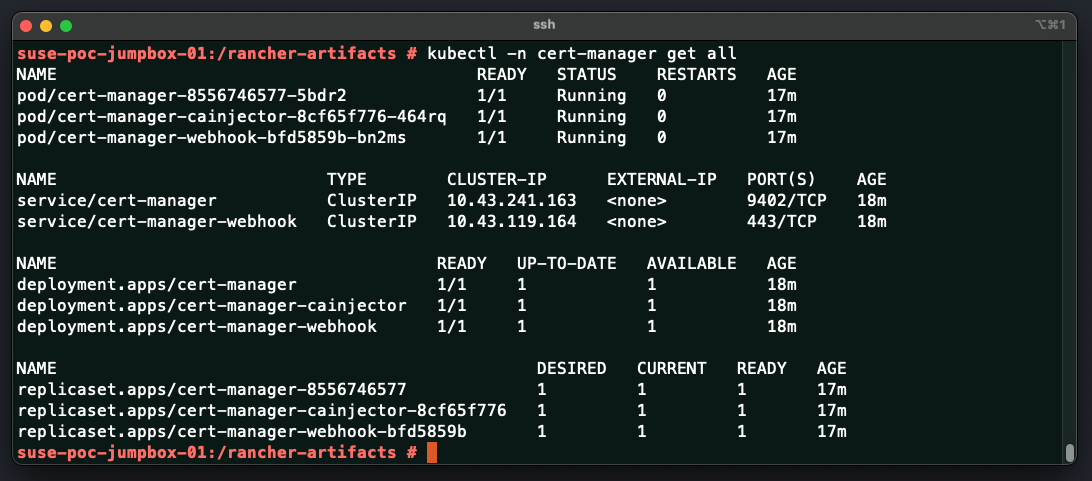 ssh
⌥⌘1
suse-poc-jumpbox-01:/rancher-artifacts # kubectl -n cert-manager get all
NAME READY STATUS RESTARTS AGE
pod/cert-manager-8556746577-5bdr2 1/1 Running 0 17m
pod/cert-manager-cainjector-8cf65f776-464rq 1/1 Running 0 17m
pod/cert-manager-webhook-bfd5859b-bn2ms 1/1 Running 0 17m
NAME TYPE CLUSTER-IP EXTERNAL-IP PORT(S) AGE
service/cert-manager ClusterIP 10.43.241.163 <none> 9402/TCP 18m
service/cert-manager-webhook ClusterIP 10.43.119.164 <none> 443/TCP 18m
NAME READY UP-TO-DATE AVAILABLE AGE
deployment.apps/cert-manager 1/1 1 1 18m
deployment.apps/cert-manager-cainjector 1/1 1 1 18m
deployment.apps/cert-manager-webhook 1/1 1 1 18m
NAME DESIRED CURRENT READY AGE
replicaset.apps/cert-manager-8556746577 1 1 1 17m
replicaset.apps/cert-manager-cainjector-8cf65f776 1 1 1 17m
replicaset.apps/cert-manager-webhook-bfd5859b 1 1 1 17m
suse-poc-jumpbox-01:/rancher-artifacts #